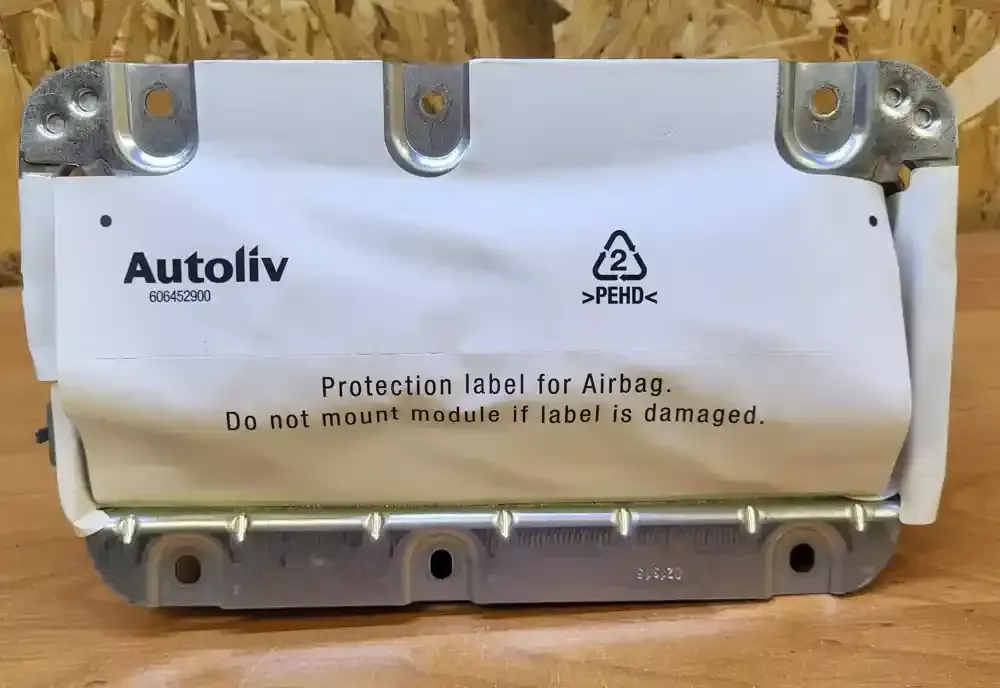 Autoliv
606452900
2
>PEHD<
Protection label for Airbag.
Do not mount module if label is damaged.